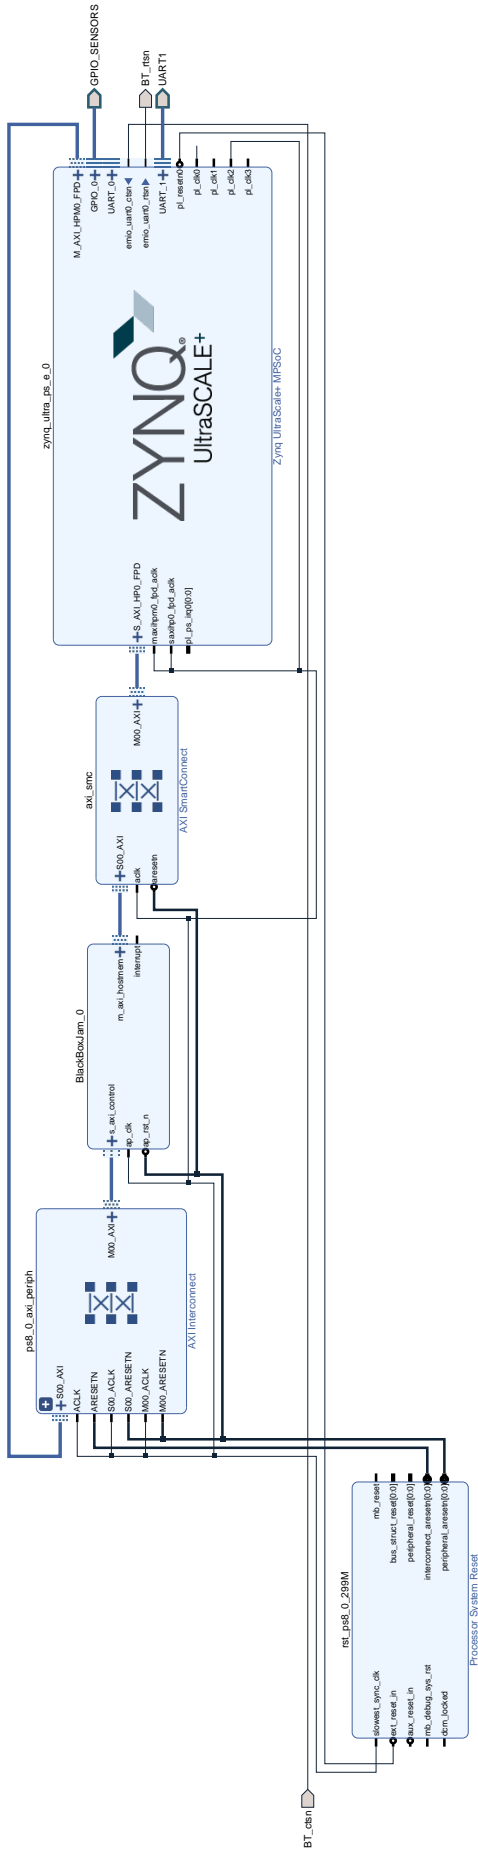 ps8_0_axi_periph
S00_AXI
ACLK
ARESETN
S00_ACLK
S00_ARESETN
M00_ACLK
M00_ARESETN
M00_AXI
AXI Interconnect
BlackBoxJam_0
s_axi_control
ap_clk
ap_rst_n
m_axi_hostmem
interrupt
axi_smc
S00_AXI
aclk
aresetn
M00_AXI
AXI SmartConnect
zynq_ultra_ps_e_0
S_AXI_HP0_FPD
maxihpm0_fpd_aclk
saxihp0_fpd_aclk
pl_ps_irq0[0:0]
ZYNQ®
UltraSCALE+
M_AXI_HPM0_FPD
GPIO_0
UART_0
emio_uart0_ctsn
emio_uart0_rtsn
UART_1
pl_resetn0
pl_clk0
pl_clk1
pl_clk2
pl_clk3
Zynq UltraScale+ MPSoC
GPIO_SENSORS
BT_rtsn
UART1
BT_ctsn
rst_ps8_0_299M
slowest_sync_clk
ext_reset_in
aux_reset_in
mb_debug_sys_rst
dcm_locked
mb_reset
bus_struct_reset[0:0]
peripheral_reset[0:0]
interconnect_aresetn[0:0]
peripheral_aresetn[0:0]
Processor System Reset